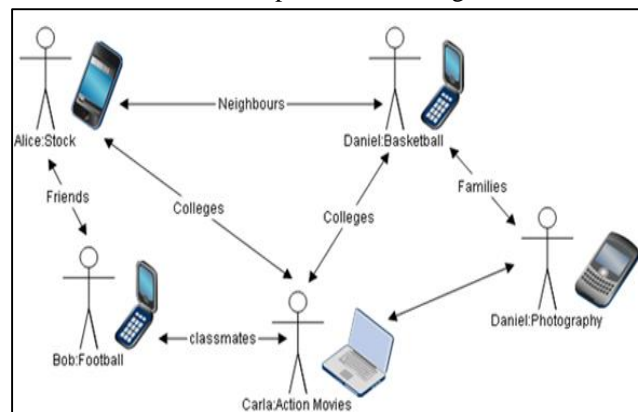 Neighbours
Alice:Stock
Daniel:Basketball
Friends
Colleges
Colleges
Families
Bob:Football
classmates
Daniel:Photography
Carla:Action Movies